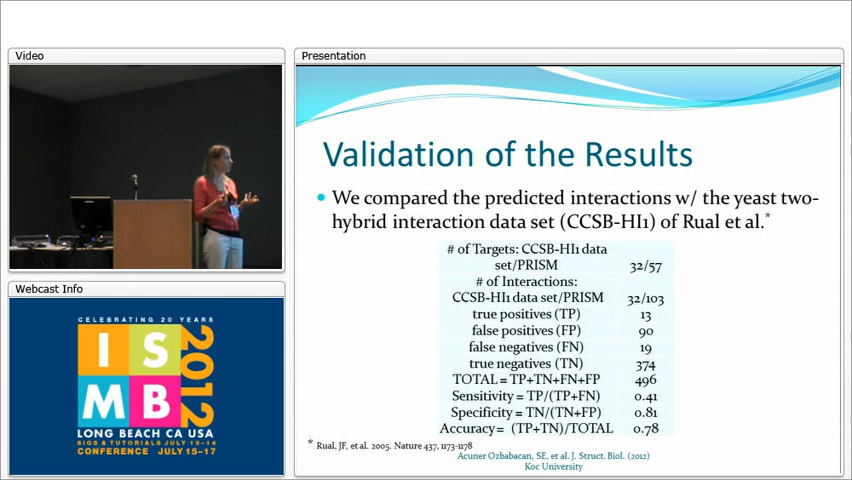 Video
Presentation
Validation of the Results
We compared the predicted interactions w/ the yeast two-
hybrid interaction data set (CCSB-HI1) of Rual et al.*
# of Targets: CCSB-HI1 data
set/PRISM 32/57
# of Interactions:
CCSB-HI1 data set/PRISM 32/103
true positives (TP) 13
false positives (FP) 90
false negatives (FN) 19
true negatives (TN) 374
TOTAL = TP+TN+FN+FP 496
Sensitivity = TP/(TP+FN) 0.41
Specificity = TN/(TN+FP) 0.81
Accuracy = (TP+TN)/TOTAL 0.78
* Rual, JF, et al. 2005. Nature 437, 1173-1178
Acuner Ozbabacan, SE, et al. J. Struct. Biol. (2012)
Koc University
Webcast Info
CELEBRATING 20 YEARS
IS
MB
2012
LONG BEACH CA USA
SIGS & TUTORIALS JULY 13-14
CONFERENCE JULY 15-17